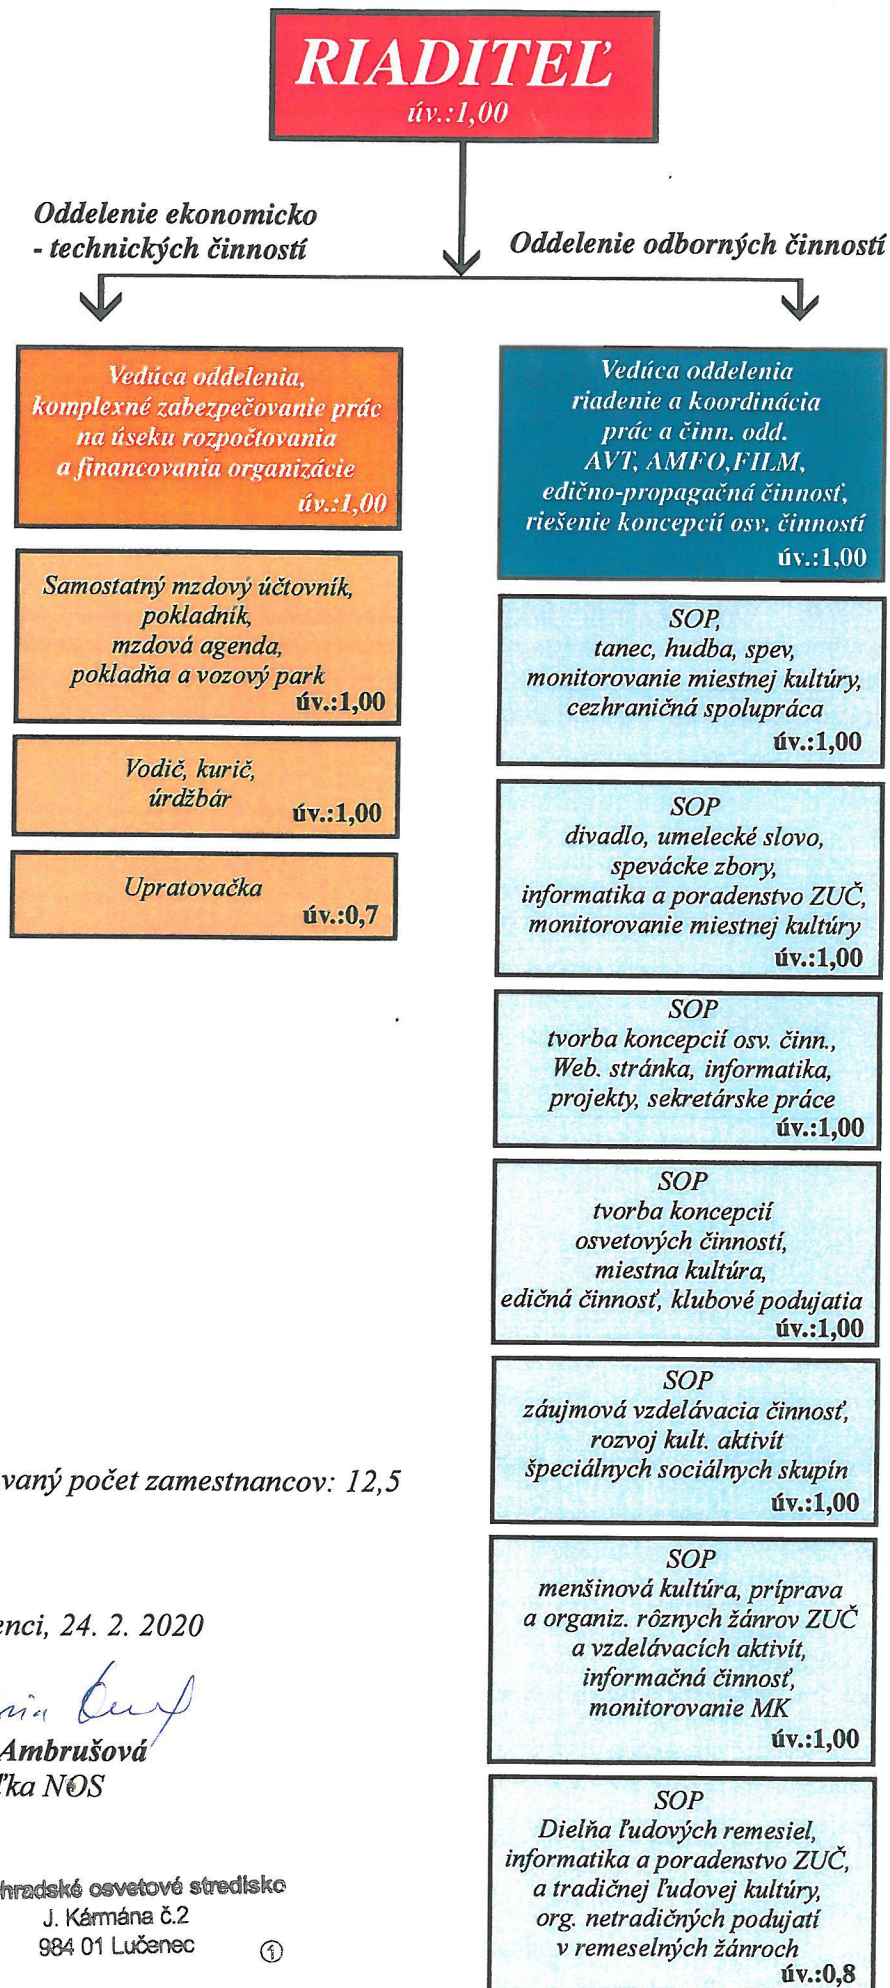 RIADITEĽ
úv.:1,00
Oddelenie ekonomicko
- technických činností
Oddelenie odborných činností
Vedúca oddelenia,
komplexné zabezpečovanie prác
na úseku rozpočtovania
a financovania organizácie
úv.:1,00
Samostatný mzdový účtovník,
pokladník,
mzdová agenda,
pokladňa a vozový park
úv.:1,00
Vodič, kurič,
úrdžbár
úv.:1,00
Upratovačka
úv.:0,7
Vedúca oddelenia
riadenie a koordinácia
prác a činn. odd.
AVT, AMFO,FILM,
edično-propagačná činnosť,
riešenie koncepcií osv. činností
úv.:1,00
SOP,
tanec, hudba, spev,
monitorovanie miestnej kultúry,
cezhraničná spolupráca
úv.:1,00
SOP
divadlo, umelecké slovo,
spevácke zbory,
informatika a poradenstvo ZUČ,
monitorovanie miestnej kultúry
úv.:1,00
SOP
tvorba koncepcií osv. činn.,
Web. stránka, informatika,
projekty, sekretárske práce
úv.:1,00
SOP
tvorba koncepcií
osvetových činností,
miestna kultúra,
edičná činnosť, klubové podujatia
úv.:1,00
SOP
záujmová vzdelávacia činnosť,
rozvoj kult. aktivít
špeciálnych sociálnych skupín
úv.:1,00
SOP
menšinová kultúra, príprava
a organiz. rôznych žánrov ZUČ
a vzdelávacích aktivít,
informačná činnosť,
monitorovanie MK
úv.:1,00
SOP
Dielňa ľudových remesiel,
informatika a poradenstvo ZUČ,
a tradičnej ľudovej kultúry,
org. netradičných podujatí
v remeselných žánroch
úv.:0,8
vaný počet zamestnancov: 12,5
enci, 24. 2. 2020
Ambrušová
ľka NOS
hradské osvetové stredisko
J. Kármána č.2
984 01 Lučenec
①